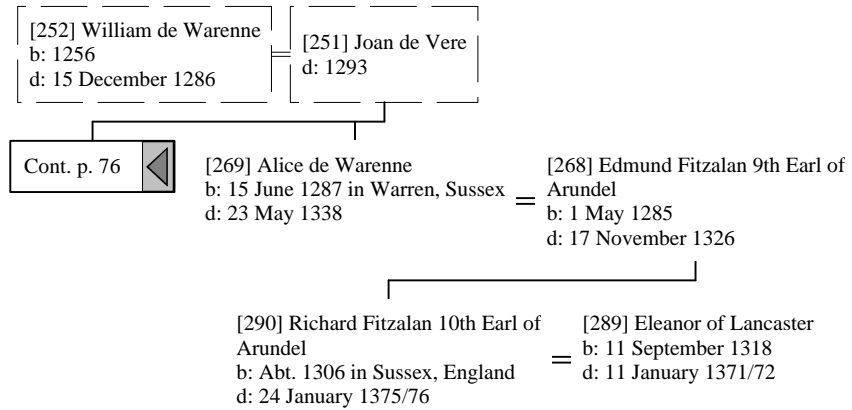 [252] William de Warenne
b: 1256
d: 15 December 1286
[251] Joan de Vere
d: 1293
Cont. p. 76
[269] Alice de Warenne
b: 15 June 1287 in Warren, Sussex
d: 23 May 1338
=
[268] Edmund Fitzalan 9th Earl of
Arundel
b: 1 May 1285
d: 17 November 1326
[290] Richard Fitzalan 10th Earl of
Arundel
b: Abt. 1306 in Sussex, England
d: 24 January 1375/76
=
[289] Eleanor of Lancaster
b: 11 September 1318
d: 11 January 1371/72